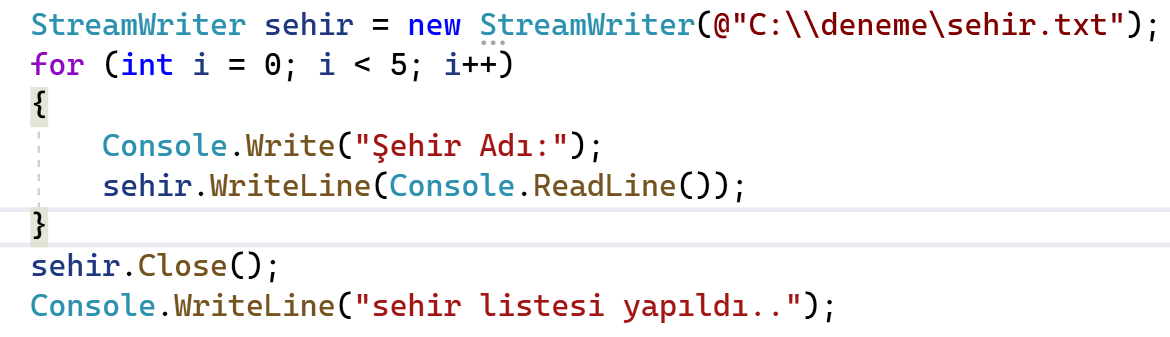 StreamWriter sehir = new StreamWriter(@"C:\\deneme\sehir.txt");
for (int i = 0; i < 5; i++)
{
    Console.Write("Şehir Adı:");
    sehir.WriteLine(Console.ReadLine());
}
sehir.Close();
Console.WriteLine("sehir listesi yapıldı..");